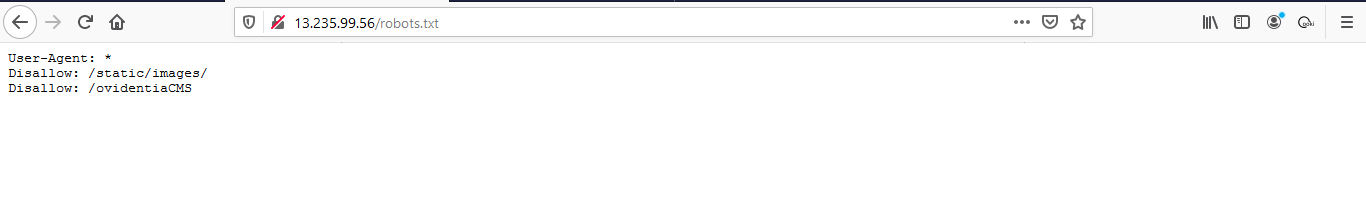 13.235.99.56/robots.txt
User-Agent: *
Disallow: /static/images/
Disallow: /ovidentiaCMS